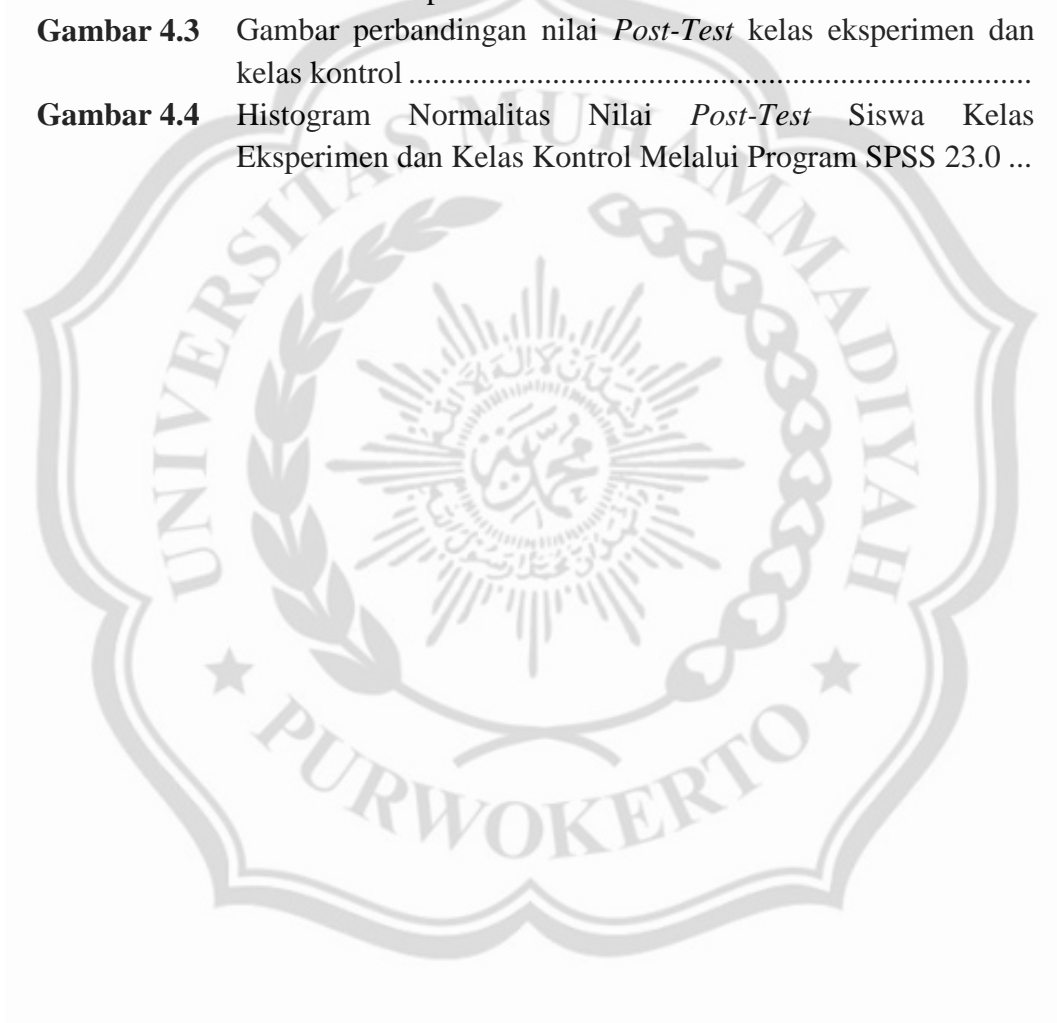 Gambar 4.3 Gambar perbandingan nilai Post-Test kelas eksperimen dan
kelas kontrol .............................................................................
Gambar 4.4 Histogram Normalitas Nilai Post-Test Siswa Kelas
Eksperimen dan Kelas Kontrol Melalui Program SPSS 23.0 ...
UNIVERSITAS MUHAMMADIYAH
PURWOKERTO